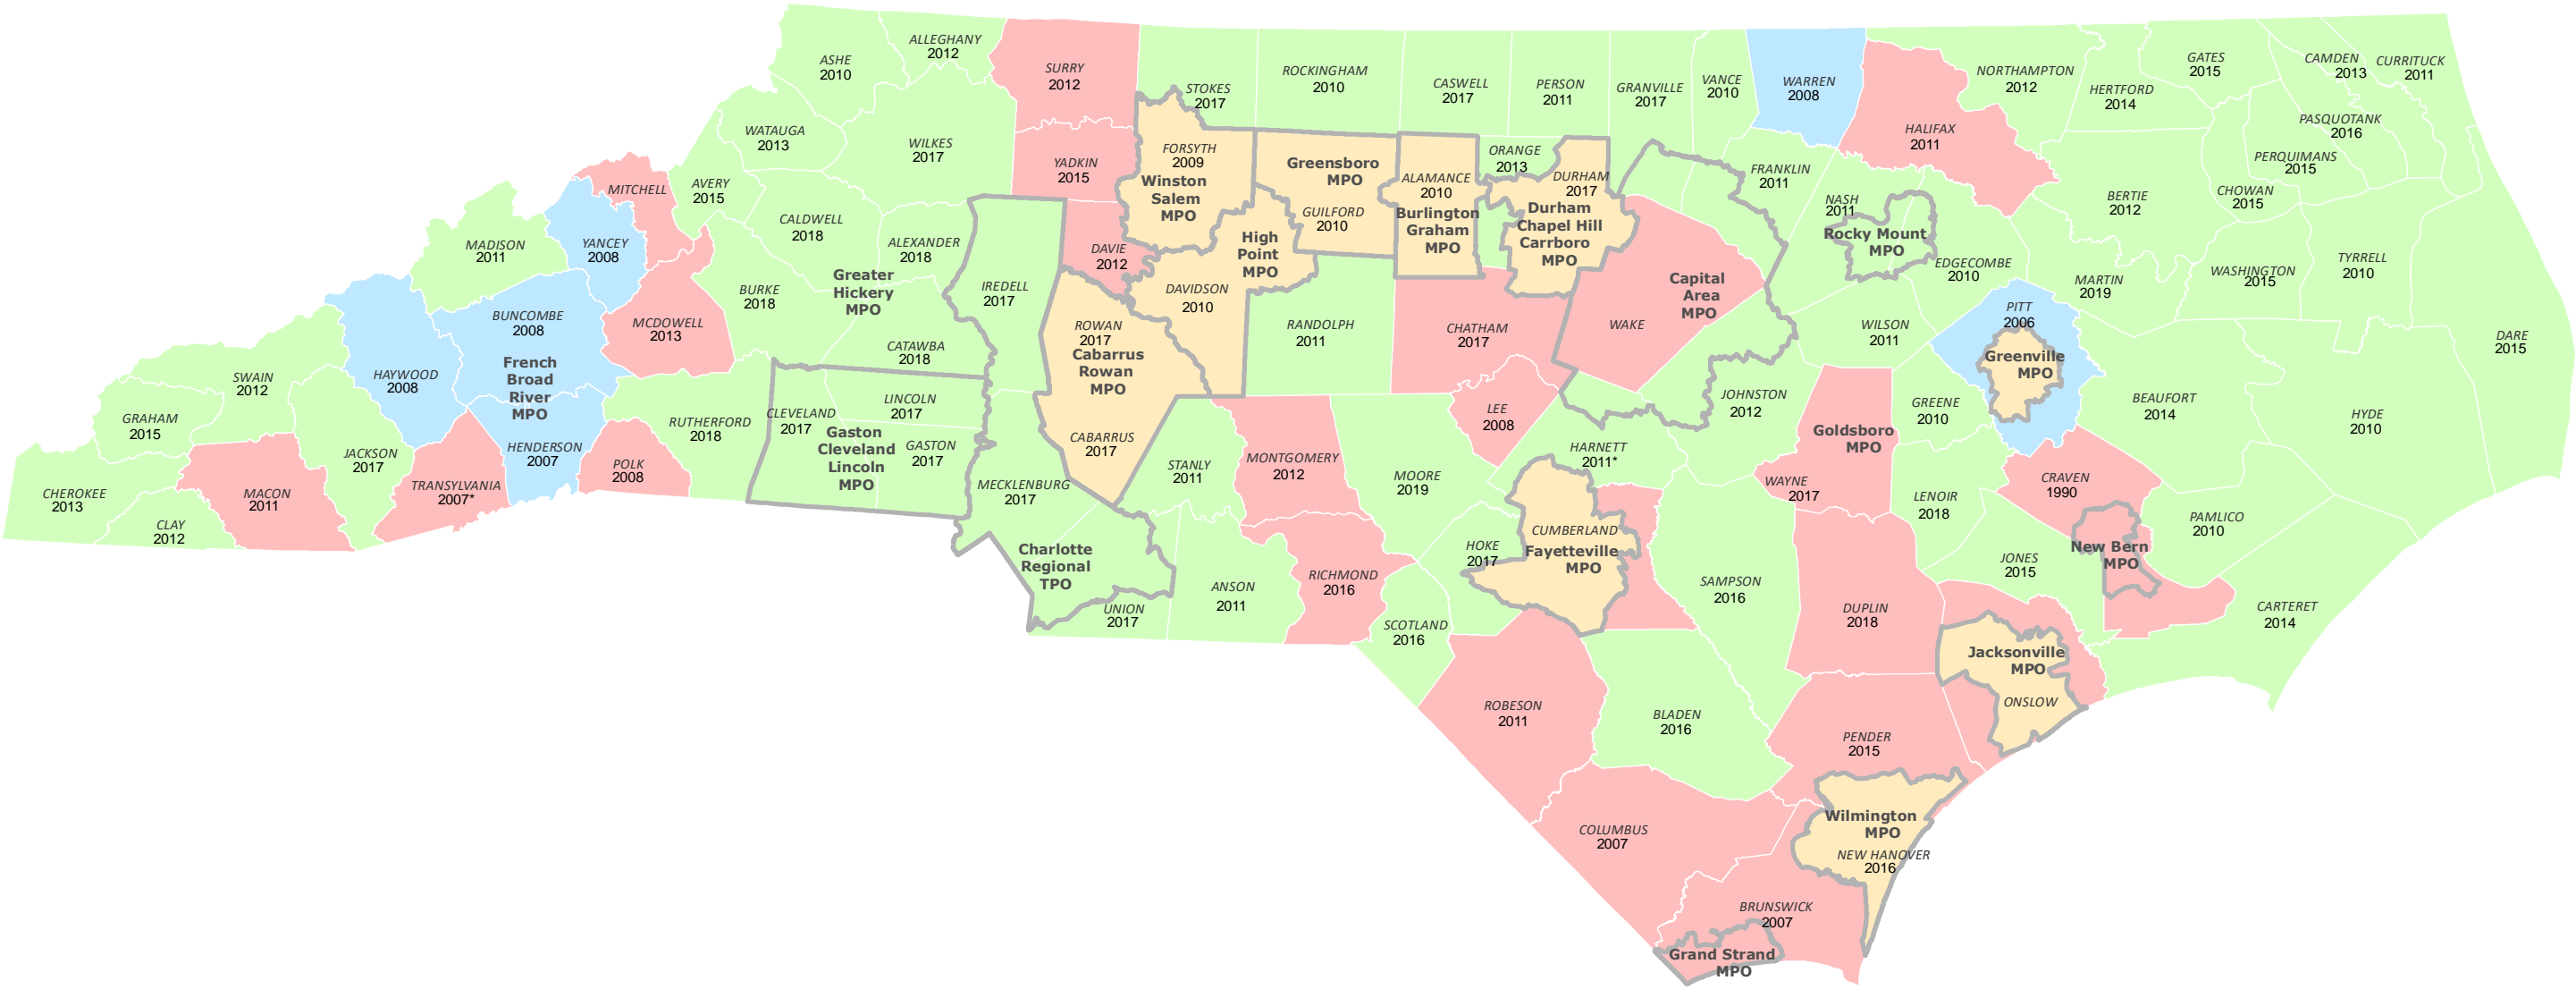 ASHE
2010
ALLEGHANY
2012
SURRY
2012
STOKES
2017
ROCKINGHAM
2010
CASWELL
2017
PERSON
2011
GRANVILLE
2017
VANCE
2010
WARREN
2008
HALIFAX
2011
NORTHAMPTON
2012
HERTFORD
2014
GATES
2015
CAMDEN
2013
CURRITUCK
2011
PASQUOTANK
2016
PERQUIMANS
2015
CHOWAN
2015
BERTIE
2012
WATAUGA
2013
WILKES
2017
YADKIN
2015
FORSYTH
2009
Winston
Salem
MPO
Greensboro
MPO
GUILFORD
2010
ALAMANCE
2010
Burlington
Graham
MPO
ORANGE
2013
DURHAM
2017
Durham
Chapel Hill
Carrboro
MPO
FRANKLIN
2011
NASH
2011
Rocky Mount
MPO
EDGECOMBE
2010
MARTIN
2019
WASHINGTON
2015
TYRRELL
2010
DARE
2015
MITCHELL
AVERY
2015
CALDWELL
2018
ALEXANDER
2018
MADISON
2011
YANCEY
2008
BURKE
2018
Greater
Hickery
MPO
IREDELL
2017
DAVIE
2012
DAVIDSON
2010
High
Point
MPO
RANDOLPH
2011
CHATHAM
2017
WAKE
Capital
Area
MPO
WILSON
2011
PITT
2006
Greenville
MPO
BUNCOMBE
2008
French
Broad
River
MPO
MCDOWELL
2013
CATAWBA
2018
ROWAN
2017
Cabarrus
Rowan
MPO
CABARRUS
2017
HAYWOOD
2008
SWAIN
2012
GRAHAM
2015
JACKSON
2017
CHEROKEE
2013
CLAY
2012
MACON
2011
TRANSYLVANIA
2007*
HENDERSON
2007
POLK
2008
RUTHERFORD
2018
CLEVELAND
2017
LINCOLN
2017
Gaston
Cleveland
Lincoln
MPO
GASTON
2017
MECKLENBURG
2017
Charlotte
Regional
TPO
UNION
2017
STANLY
2011
ANSON
2011
MONTGOMERY
2012
RICHMOND
2016
MOORE
2019
LEE
2008
HARNETT
2011*
JOHNSTON
2012
Goldsboro
MPO
WAYNE
2017
GREENE
2010
LENOIR
2018
BEAUFORT
2014
HYDE
2010
CRAVEN
1990
New Bern
MPO
PAMLICO
2010
JONES
2015
CARTERET
2014
HOKE
2017
SCOTLAND
2016
CUMBERLAND
Fayetteville
MPO
SAMPSON
2016
DUPLIN
2018
Jacksonville
MPO
ONSLOW
ROBESON
2011
BLADEN
2016
PENDER
2015
COLUMBUS
2007
Wilmington
MPO
NEW HANOVER
2016
BRUNSWICK
2007
Grand Strand
MPO